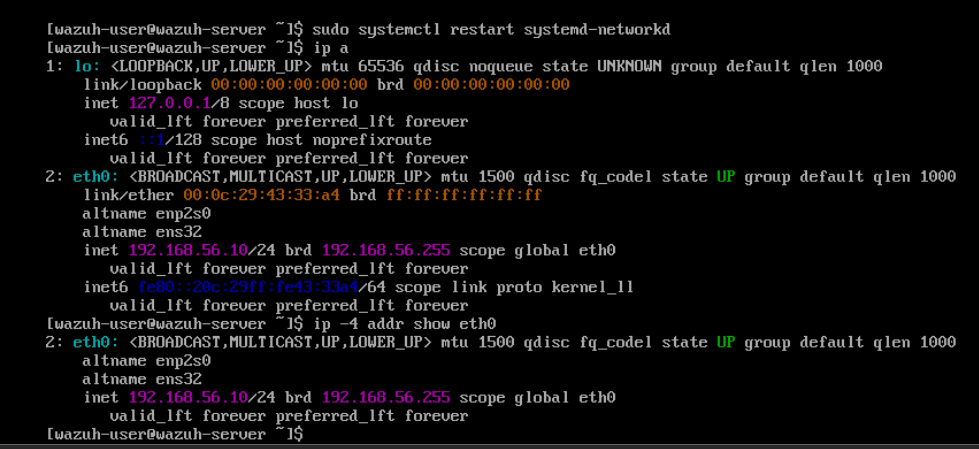 [wazuh-user@wazuh-server ~]$ sudo systemctl restart systemd-networkd
[wazuh-user@wazuh-server ~]$ ip a
1: lo: <LOOPBACK,UP,LOWER_UP> mtu 65536 qdisc noqueue state UNKNOWN group default qlen 1000
    link/loopback 00:00:00:00:00:00 brd 00:00:00:00:00:00
    inet 127.0.0.1/8 scope host lo
       valid_lft forever preferred_lft forever
    inet6 ::1/128 scope host noprefixroute
       valid_lft forever preferred_lft forever
2: eth0: <BROADCAST,MULTICAST,UP,LOWER_UP> mtu 1500 qdisc fq_codel state UP group default qlen 1000
    link/ether 00:0c:29:43:33:a4 brd ff:ff:ff:ff:ff:ff
    altname enp2s0
    altname ens32
    inet 192.168.56.10/24 brd 192.168.56.255 scope global eth0
       valid_lft forever preferred_lft forever
    inet6 fe80::20c:29ff:fe43:33a4/64 scope link proto kernel_ll
       valid_lft forever preferred_lft forever
[wazuh-user@wazuh-server ~]$ ip -4 addr show eth0
2: eth0: <BROADCAST,MULTICAST,UP,LOWER_UP> mtu 1500 qdisc fq_codel state UP group default qlen 1000
    altname enp2s0
    altname ens32
    inet 192.168.56.10/24 brd 192.168.56.255 scope global eth0
       valid_lft forever preferred_lft forever
[wazuh-user@wazuh-server ~]$